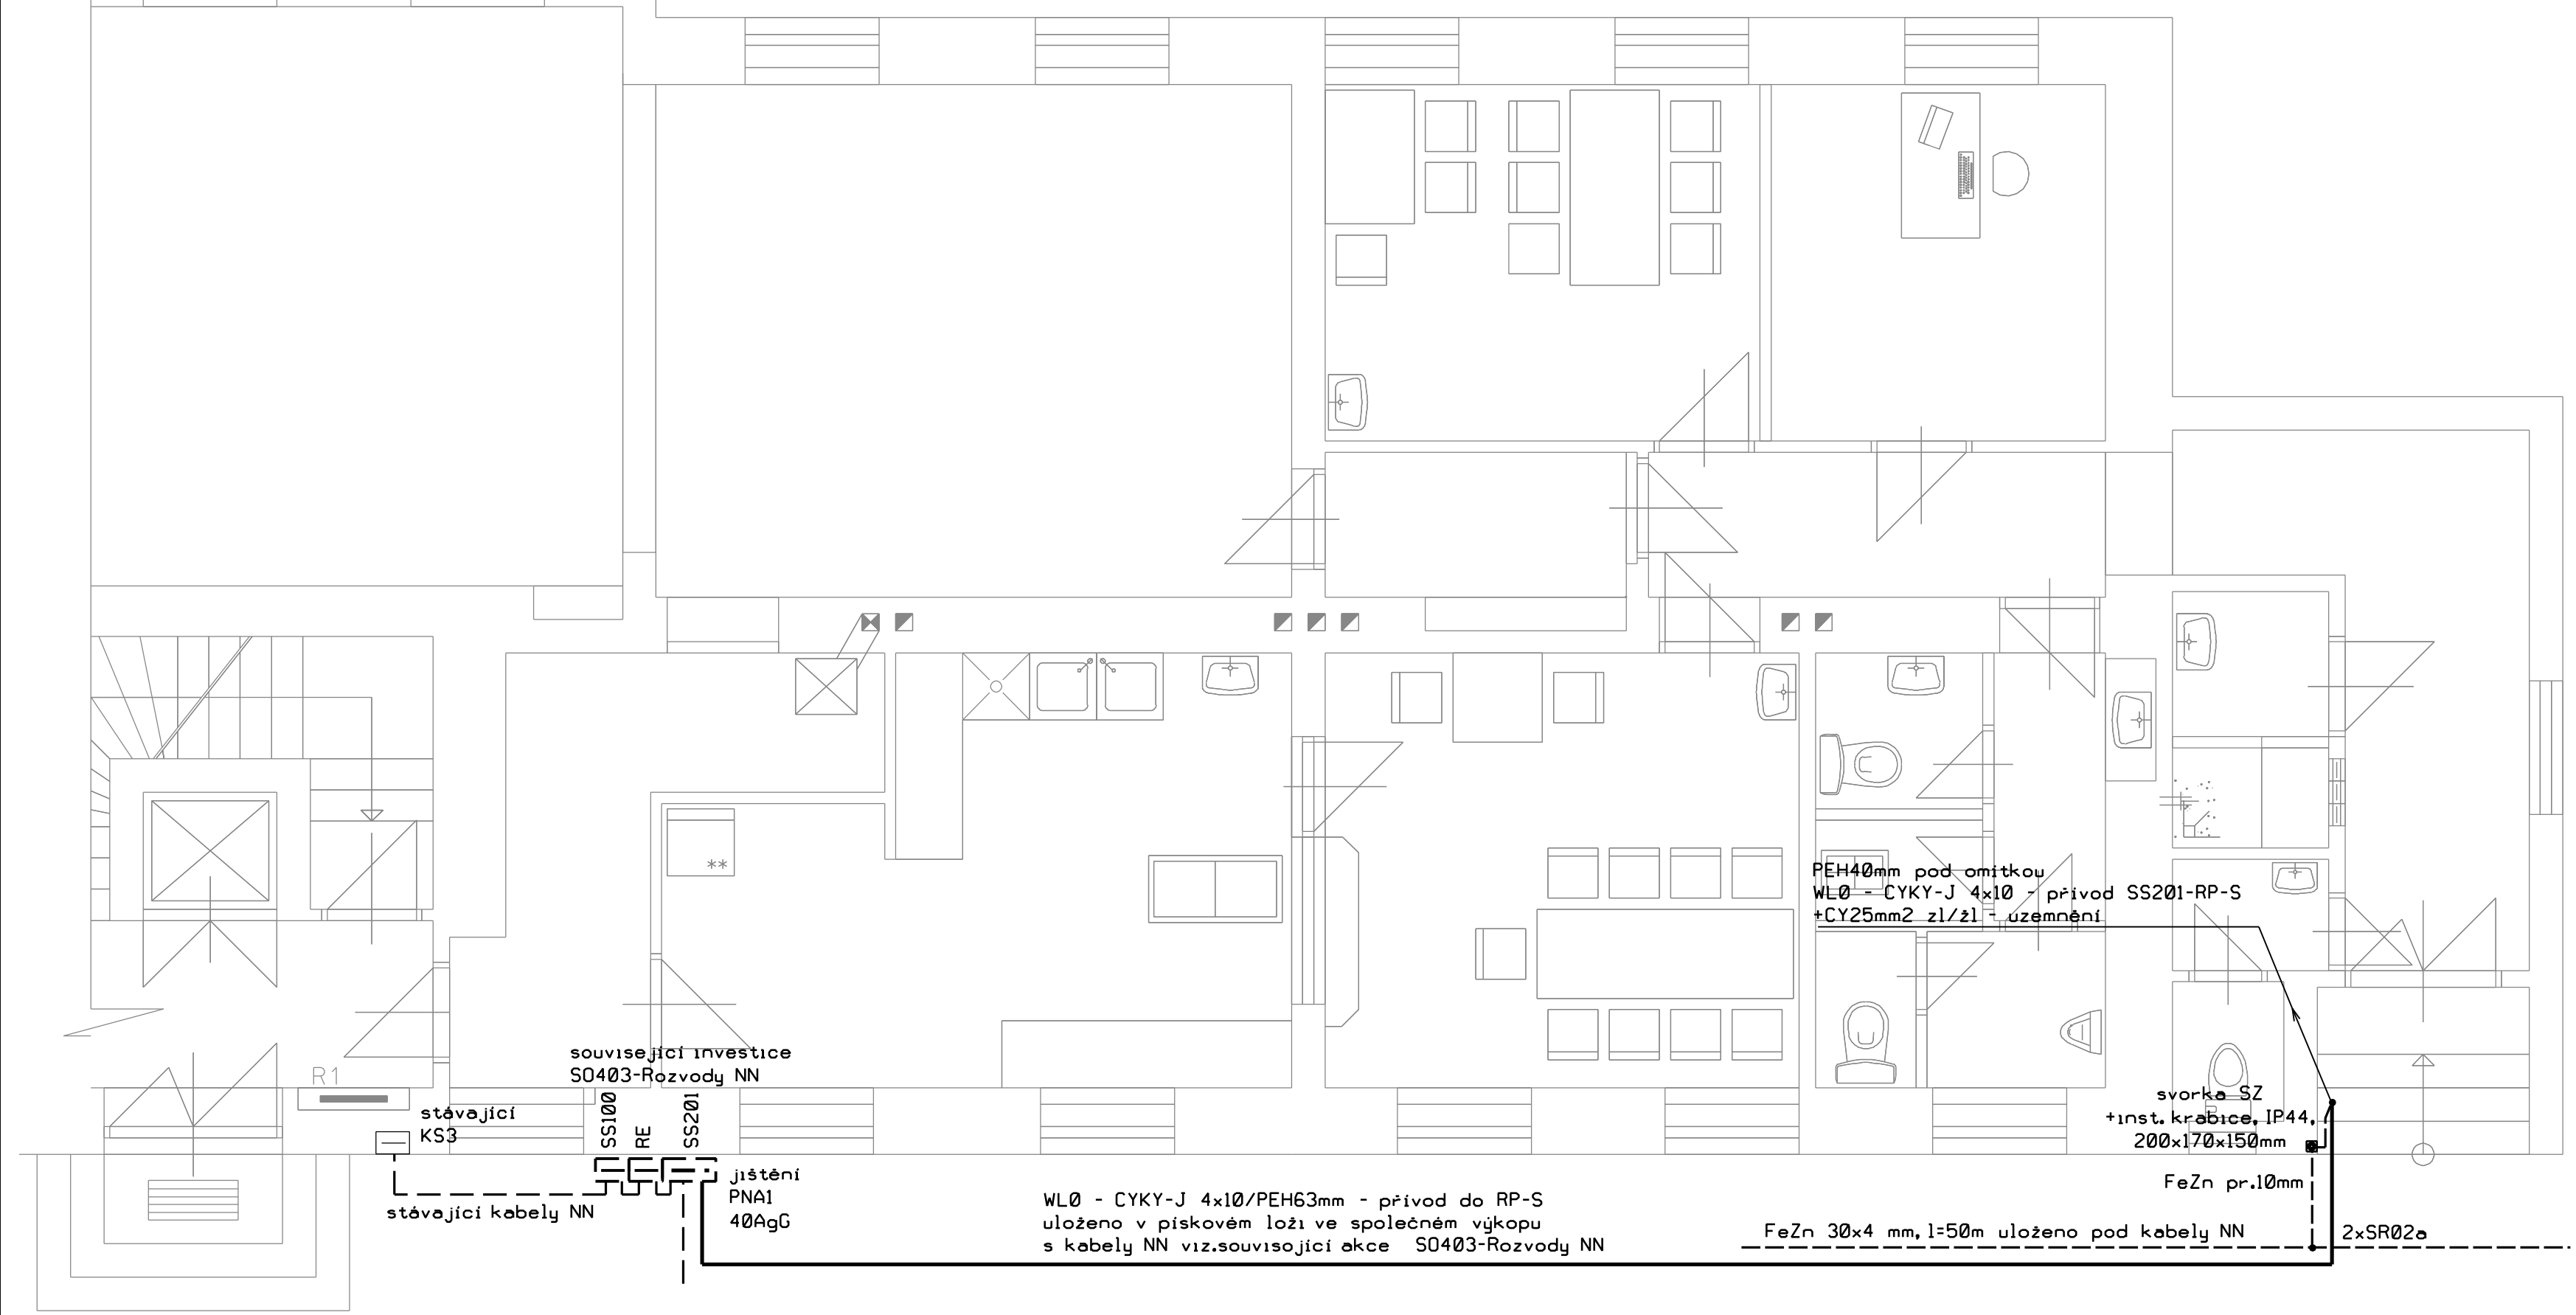 **
PEH40mm pod omítkou
WL0 - CYKY-J 4x10 - přívod SS201-RP-S
+CY25mm2 zl/žl - uzemnění
související investice
SO403-Rozvody NN
R1
stávající
KS3
SS100
RE
SS201
jištění
PNA1
40AgG
stávající kabely NN
WL0 - CYKY-J 4x10/PEH63mm - přívod do RP-S
uloženo v pískovém loži ve společném výkopu
s kabely NN viz.souvisojící akce SO403-Rozvody NN
svorka SZ
+inst.krabice, IP44,
200x170x150mm
FeZn pr.10mm
FeZn 30x4 mm, l=50m uloženo pod kabely NN
2xSR02a